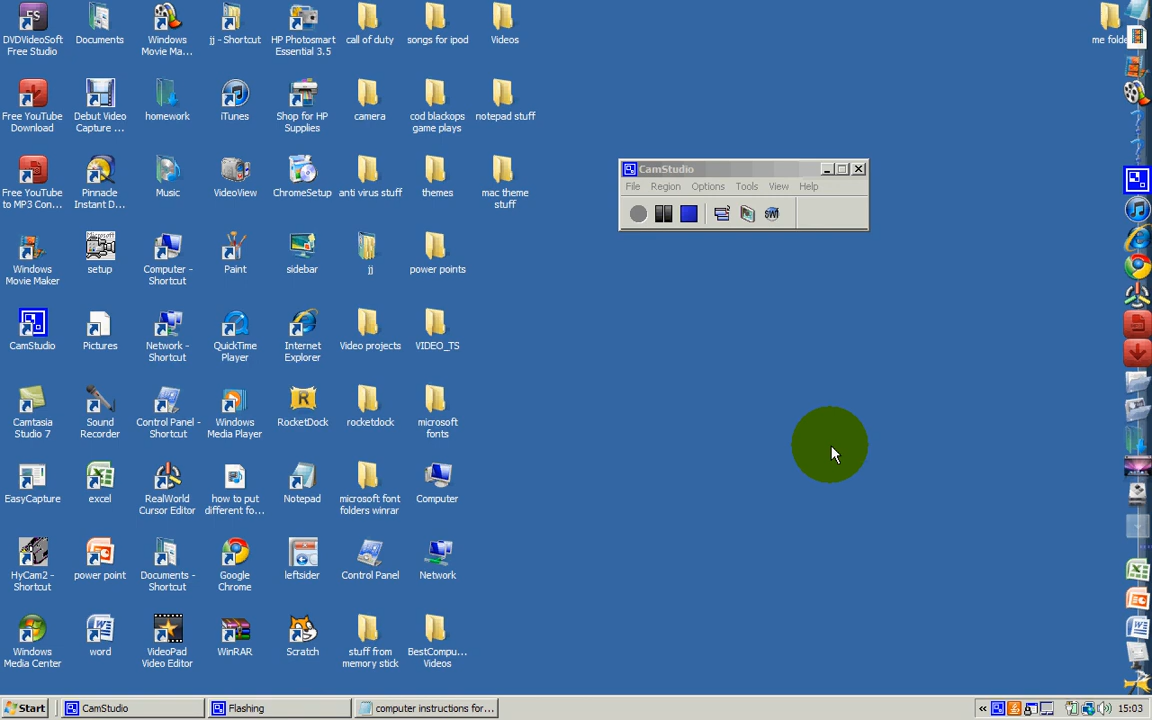 DVDVideoSoft
Free Studio
Documents
Windows
Movie Ma...
jj - Shortcut
HP Photosmart
Essential 3.5
call of duty
songs for ipod
Videos
me folde
Free YouTube
Download
Debut Video
Capture ...
homework
iTunes
Shop for HP
Supplies
camera
cod blackops
game plays
notepad stuff
CamStudio
File Region Options Tools View Help
SWF
Free YouTube
to MP3 Con...
Pinnacle
Instant D...
Music
VideoView
ChromeSetup
anti virus stuff
themes
mac theme
stuff
Windows
Movie Maker
setup
Computer -
Shortcut
Paint
sidebar
jj
power points
CamStudio
Pictures
Network -
Shortcut
QuickTime
Player
Internet
Explorer
Video projects
VIDEO_TS
Camtasia
Studio 7
Sound
Recorder
Control Panel -
Shortcut
Windows
Media Player
RocketDock
rocketdock
microsoft
fonts
EasyCapture
excel
RealWorld
Cursor Editor
how to put
different fo...
Notepad
microsoft font
folders winrar
Computer
HyCam2 -
Shortcut
power point
Documents -
Shortcut
Google
Chrome
leftsider
Control Panel
Network
Windows
Media Center
word
VideoPad
Video Editor
WinRAR
Scratch
stuff from
memory stick
BestCompu...
Videos
Start CamStudio Flashing computer instructions for... « 15:03